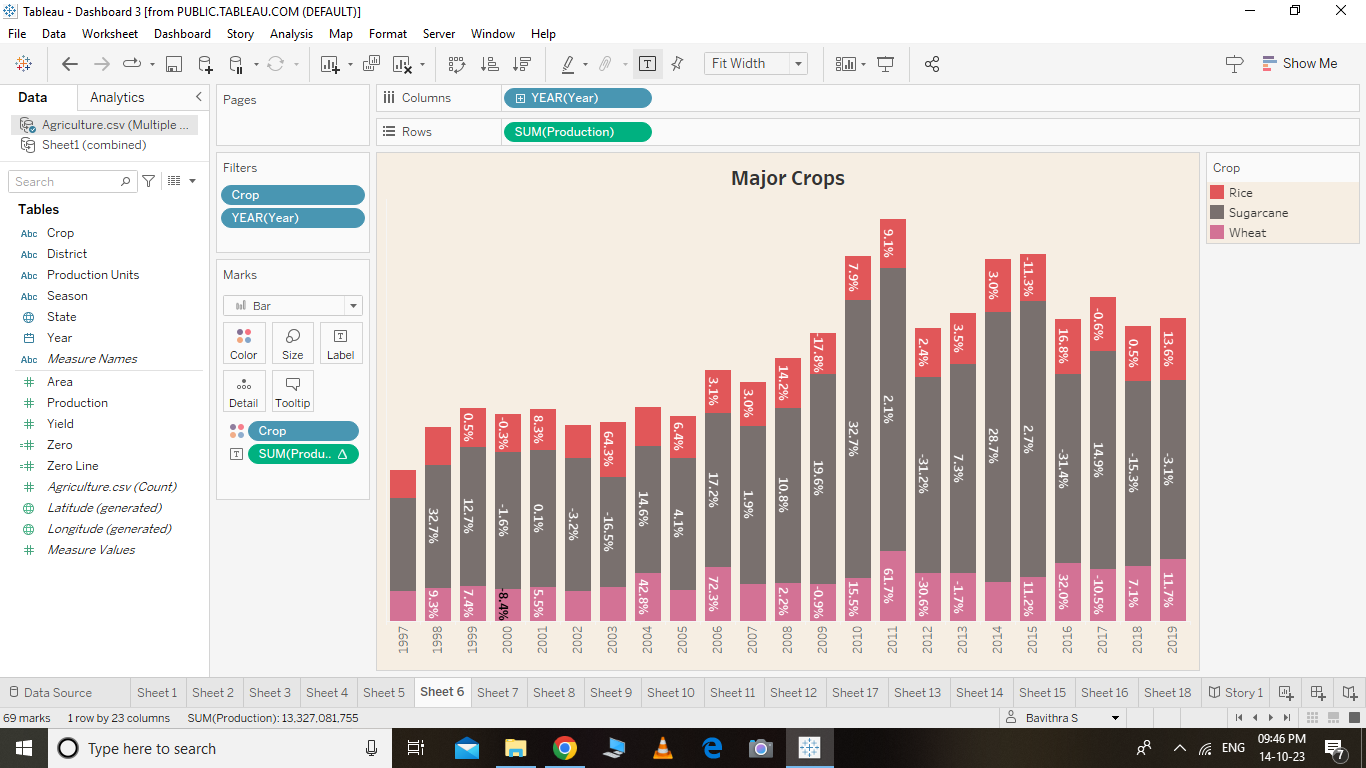 Tableau - Dashboard 3 [from PUBLIC.TABLEAU.COM (DEFAULT)]
File Data Worksheet Dashboard Story Analysis Map Format Server Window Help
Fit Width
Show Me
Data Analytics
Agriculture.csv (Multiple ...
Sheet1 (combined)
Search
Tables
Abc Crop
Abc District
Abc Production Units
Abc Season
State
Year
Abc Measure Names
Area
Production
Yield
Zero
Zero Line
Agriculture.csv (Count)
Latitude (generated)
Longitude (generated)
Measure Values
Pages
Filters
Crop
YEAR(Year)
Marks
Bar
Color Size Label
Detail Tooltip
Crop
SUM(Produ.. Δ
Columns YEAR(Year)
Rows SUM(Production)
Major Crops
0.5% -0.3% 8.3% 64.3% 6.4% 3.1% 3.0% 14.2% -17.8% 7.9% 9.1% 2.4% 3.5% 3.0% -11.3% 16.8% -0.6% 0.5% 13.6%
32.7% 12.7% -1.6% 0.1% -3.2% -16.5% 14.6% 4.1% 17.2% 1.9% 10.8% 19.6% 32.7% 2.1% -31.2% 7.3% 28.7% 2.7% -31.4% 14.9% -15.3% -3.1%
9.3% 7.4% -8.4% 5.5% 42.8% 72.3% 2.2% -0.9% 15.5% 61.7% -30.6% -1.7% 11.2% 32.0% -10.5% 7.1% 11.7%
1997 1998 1999 2000 2001 2002 2003 2004 2005 2006 2007 2008 2009 2010 2011 2012 2013 2014 2015 2016 2017 2018 2019
Crop
Rice
Sugarcane
Wheat
Data Source Sheet 1 Sheet 2 Sheet 3 Sheet 4 Sheet 5 Sheet 6 Sheet 7 Sheet 8 Sheet 9 Sheet 10 Sheet 11 Sheet 12 Sheet 17 Sheet 13 Sheet 14 Sheet 15 Sheet 16 Sheet 18 Story 1
69 marks 1 row by 23 columns SUM(Production): 13,327,081,755 Bavithra S
Type here to search
ENG
09:46 PM
14-10-23
7